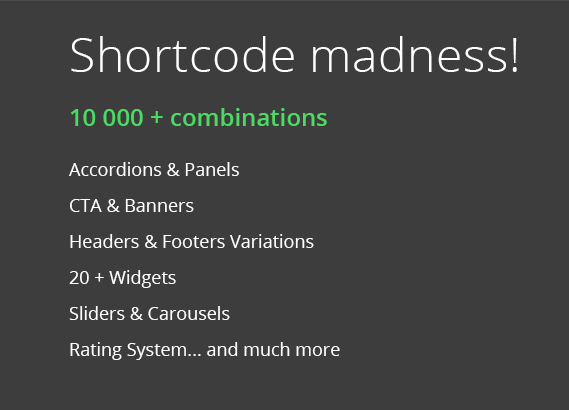 Shortcode madness!
10 000 + combinations
Accordions & Panels
CTA & Banners
Headers & Footers Variations
20 + Widgets
Sliders & Carousels
Rating System... and much more